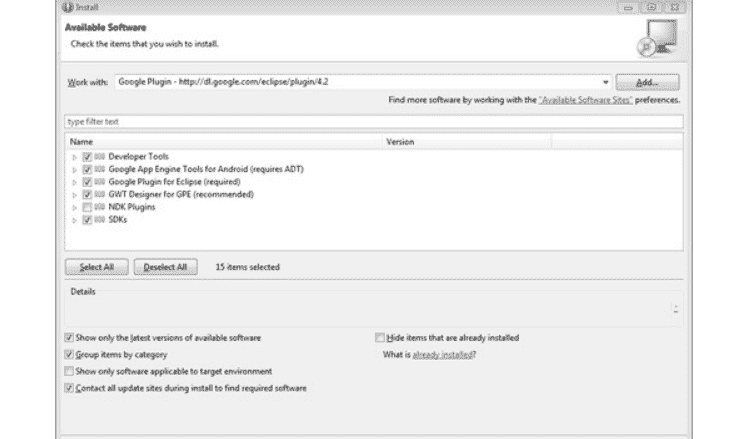 Install
Available Software
Check the items that you wish to install.
Work with: Google Plugin - http://dl.google.com/eclipse/plugin/4.2
Add...
Find more software by working with the "Available Software Sites" preferences.
type filter text
Name Version
Developer Tools
Google App Engine Tools for Android (requires ADT)
Google Plugin for Eclipse (required)
GWT Designer for GPE (recommended)
NDK Plugins
SDKs
Select All Deselect All 15 items selected
Details
Show only the latest versions of available software Hide items that are already installed
Group items by category What is already installed?
Show only software applicable to target environment
Contact all update sites during install to find required software